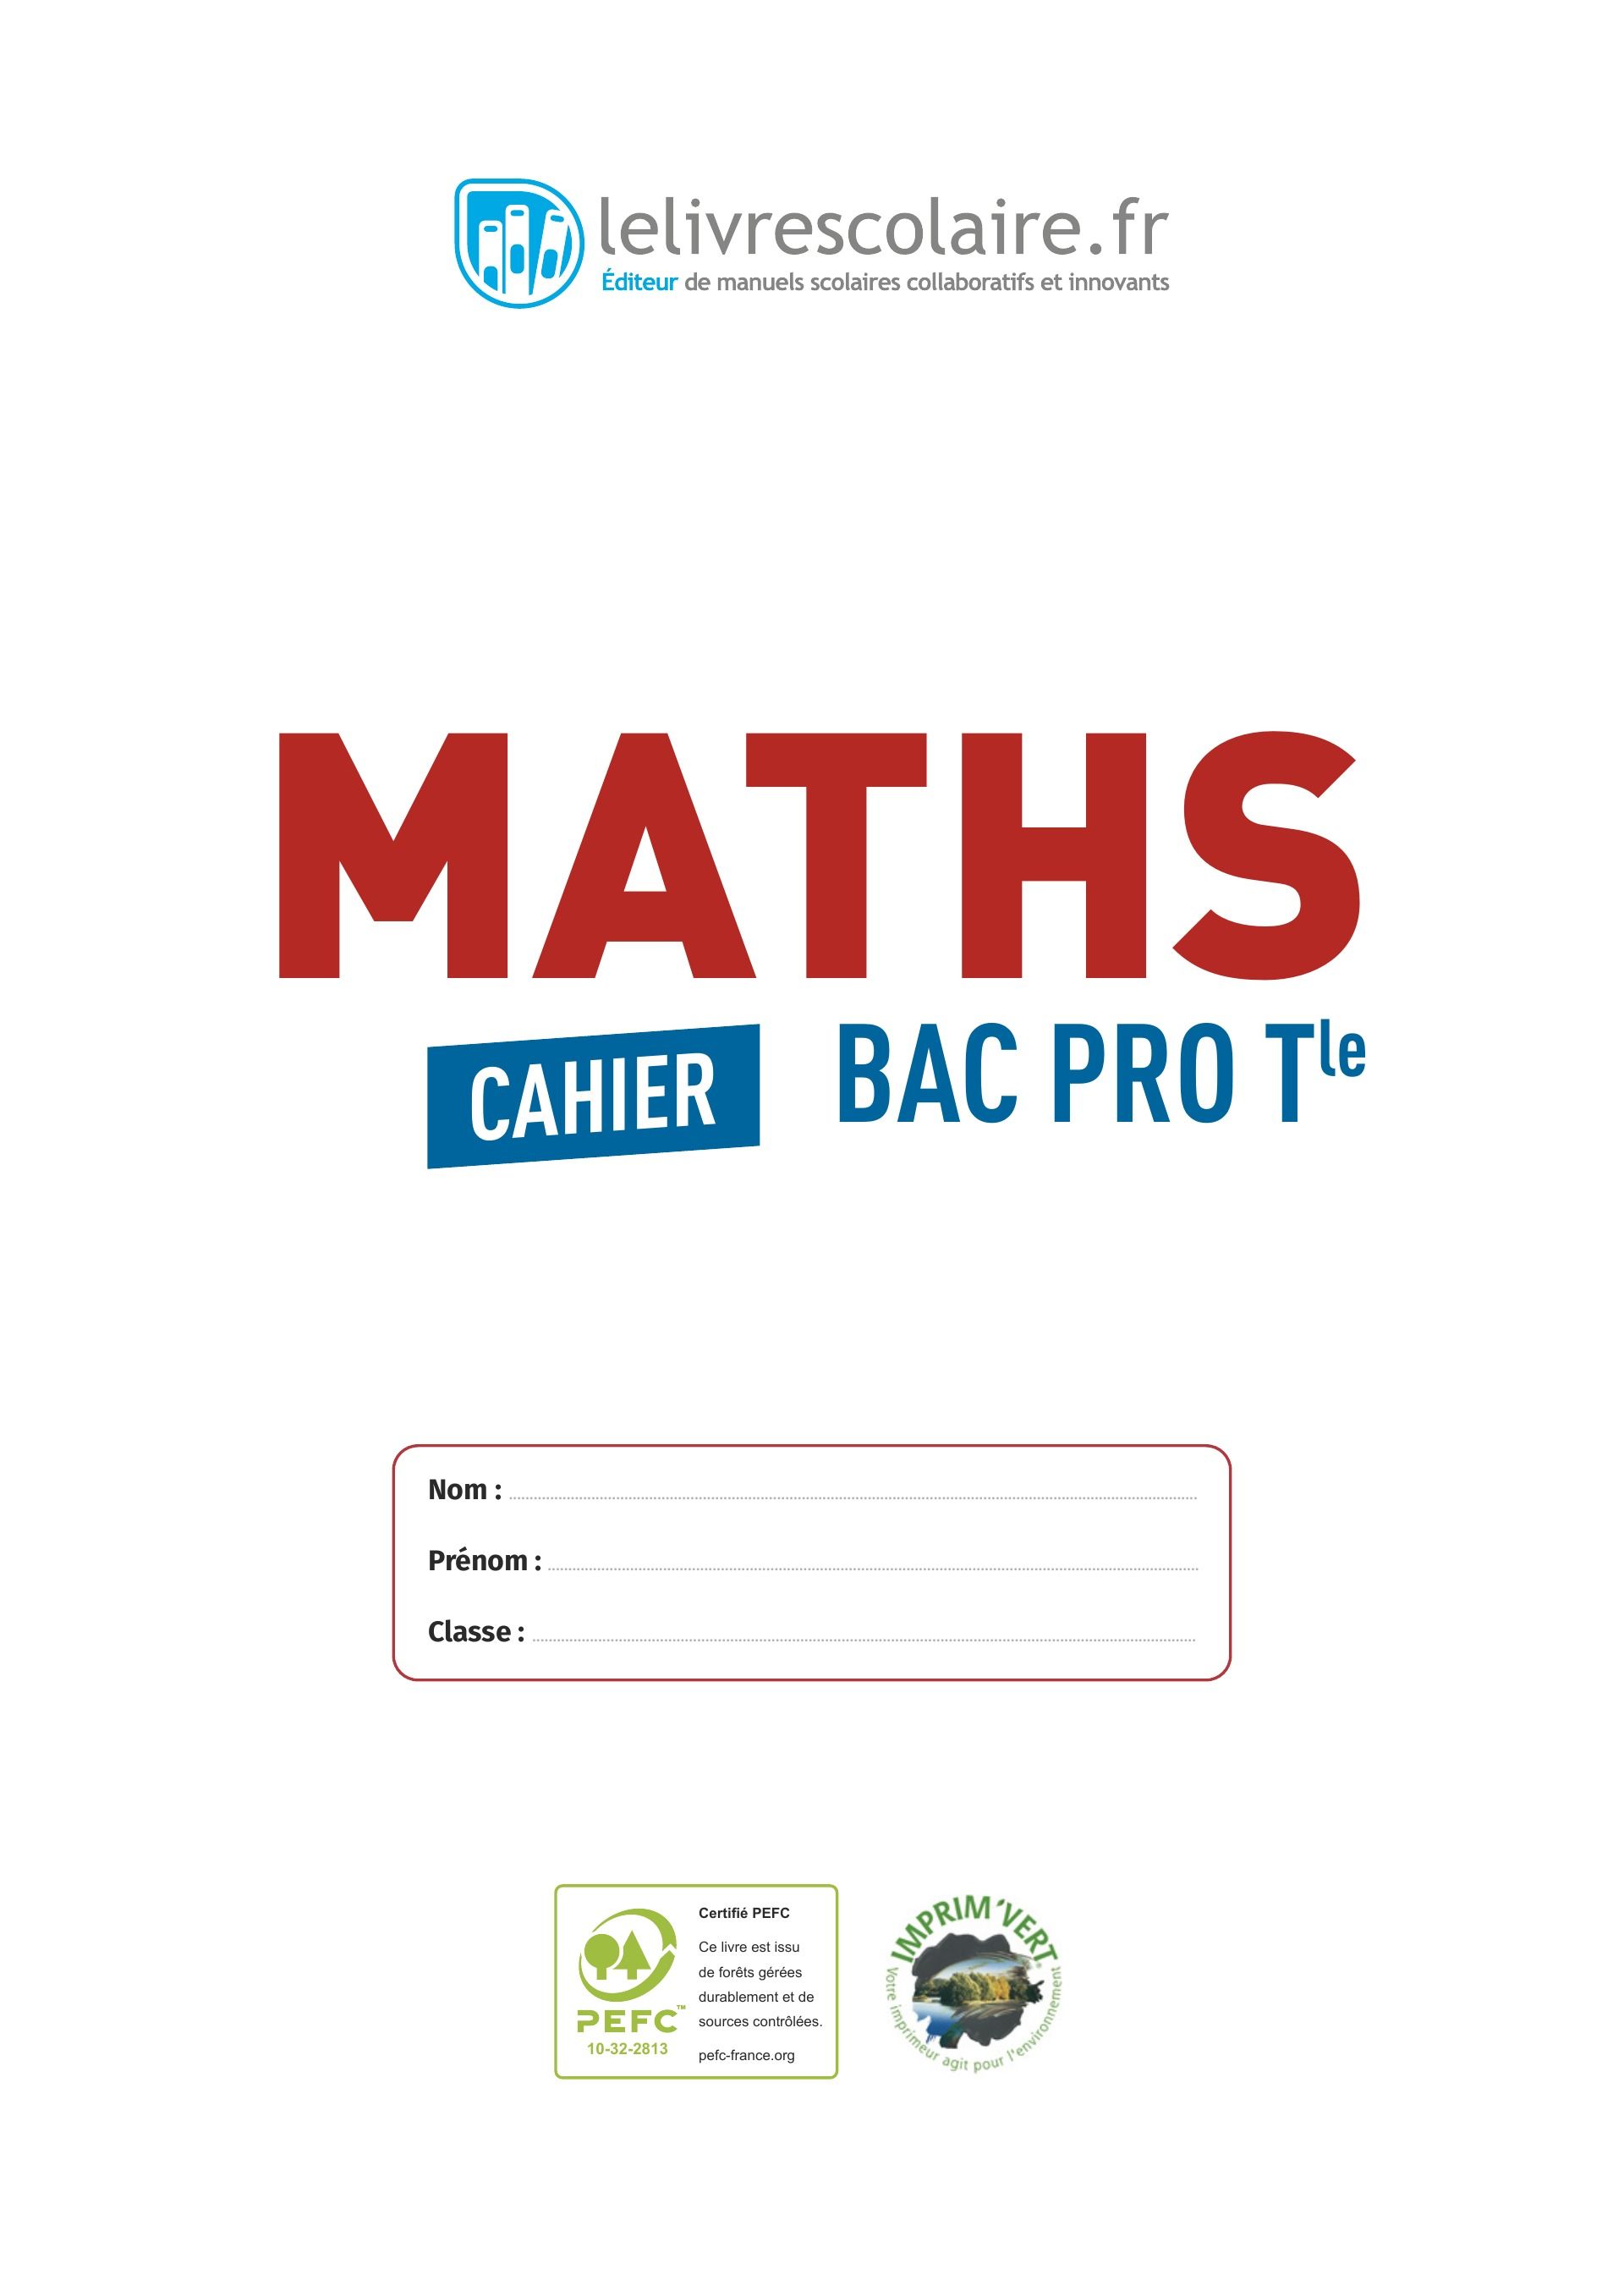 lelivrescolaire.fr
Éditeur de manuels scolaires collaboratifs et innovants
MATHS
CAHIER
BAC PRO Tle
Nom :
Prénom :
Classe :
Certifié PEFC
Ce livre est issu
de forêts gérées
durablement et de
sources contrôlées.
pefc-france.org
PEFC™
10-32-2813
IMPRIM'VERT®
Votre imprimeur agit pour l'environnement